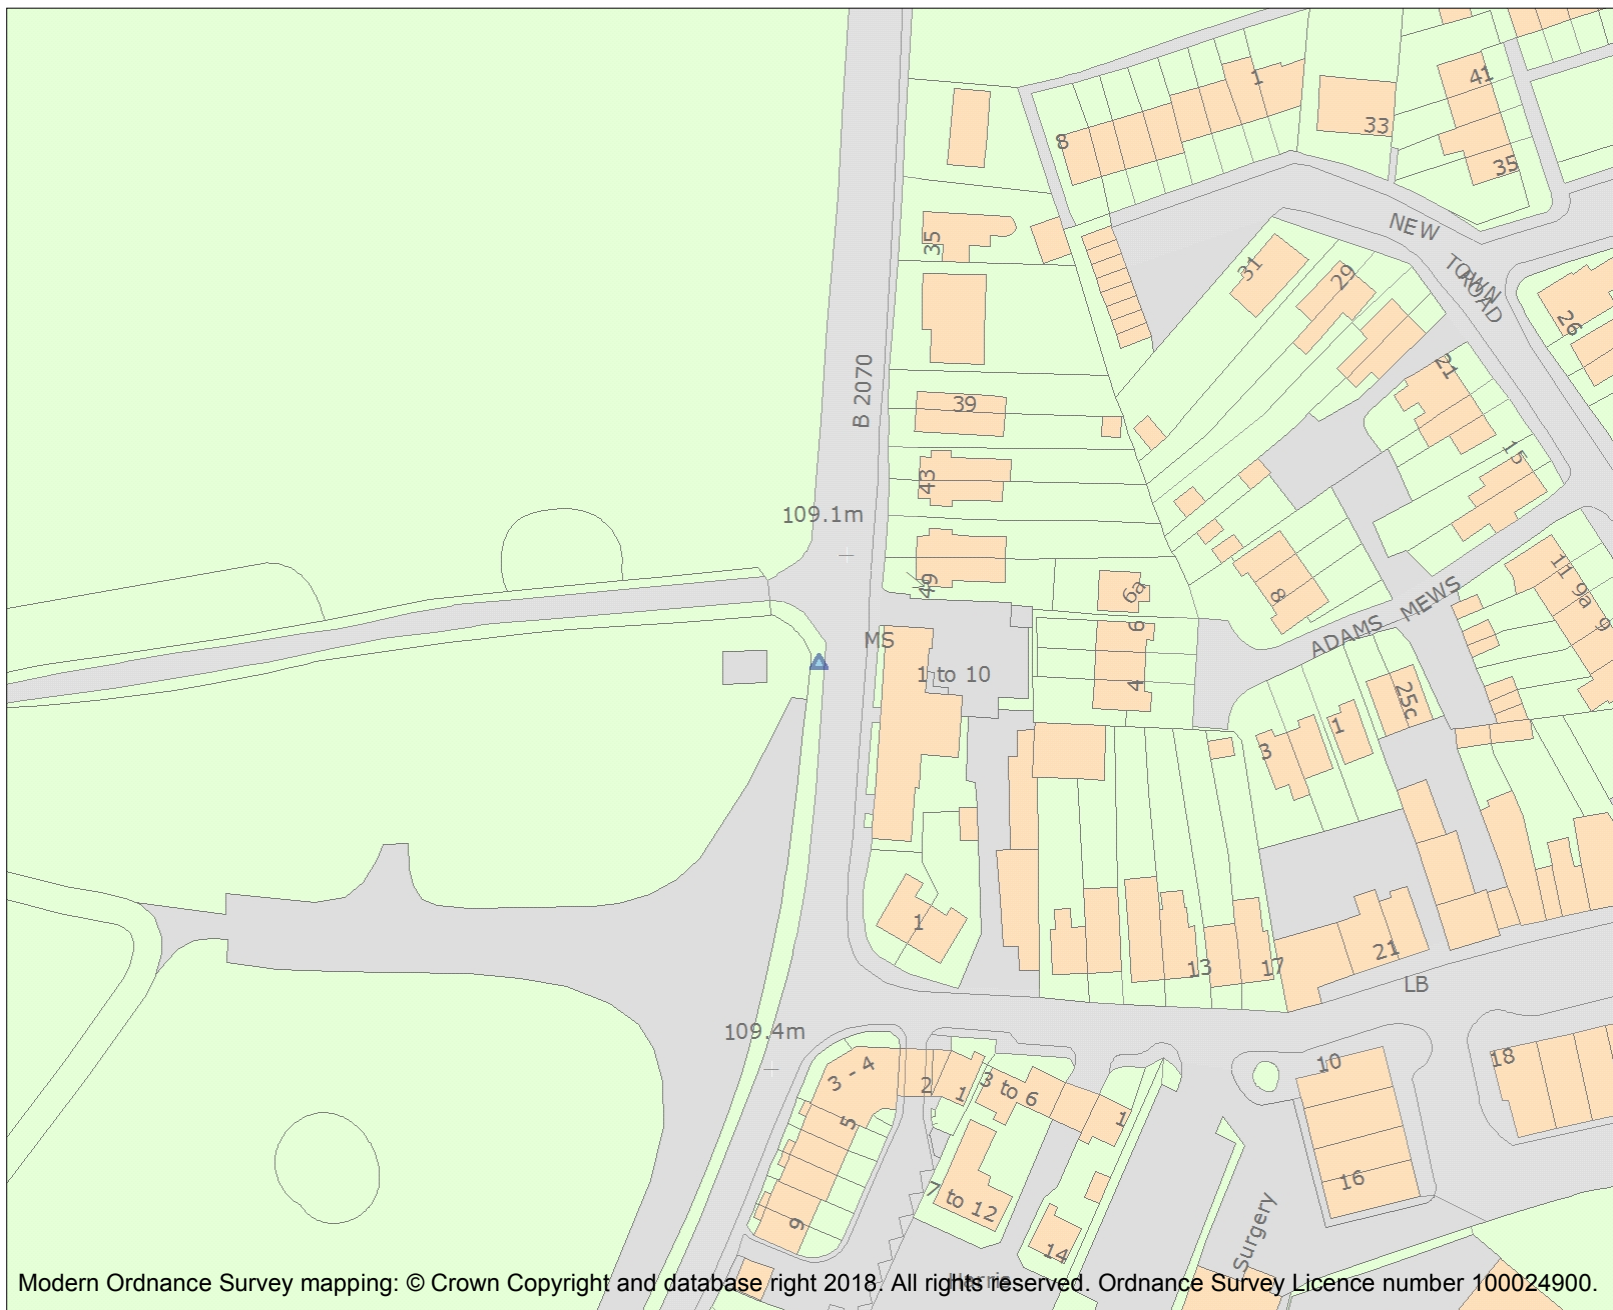 1
41
33
8
35
NEW
TOWN
ROAD
35
31
29
26
B 2070
21
39
15
43
109.1m
49
6a
8
11
9a
9
ADAMS MEWS
MS
6
1 to 10
4
25c
3
1
1
13
17
21
LB
109.4m
3 - 4
2
1
3 to 6
1
5
10
18
16
7 to 12
9
14
Surgery
Harris
Modern Ordnance Survey mapping: © Crown Copyright and database right 2018. All rights reserved. Ordnance Survey Licence number 100024900.